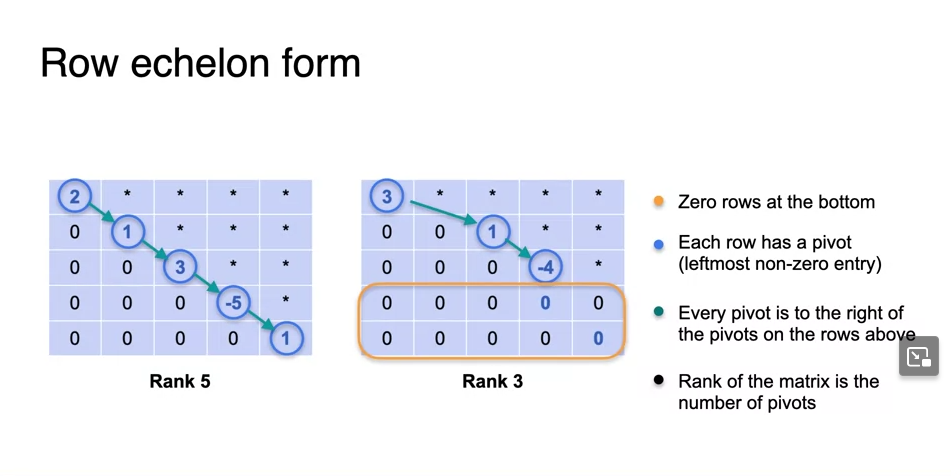 Row echelon form
2 * * * *
0 1 * * *
0 0 3 * *
0 0 0 -5 *
0 0 0 0 1
Rank 5
3 * * * *
0 0 1 * *
0 0 0 -4 *
0 0 0 0 0
0 0 0 0 0
Rank 3
Zero rows at the bottom
Each row has a pivot
(leftmost non-zero entry)
Every pivot is to the right of
the pivots on the rows above
Rank of the matrix is the
number of pivots